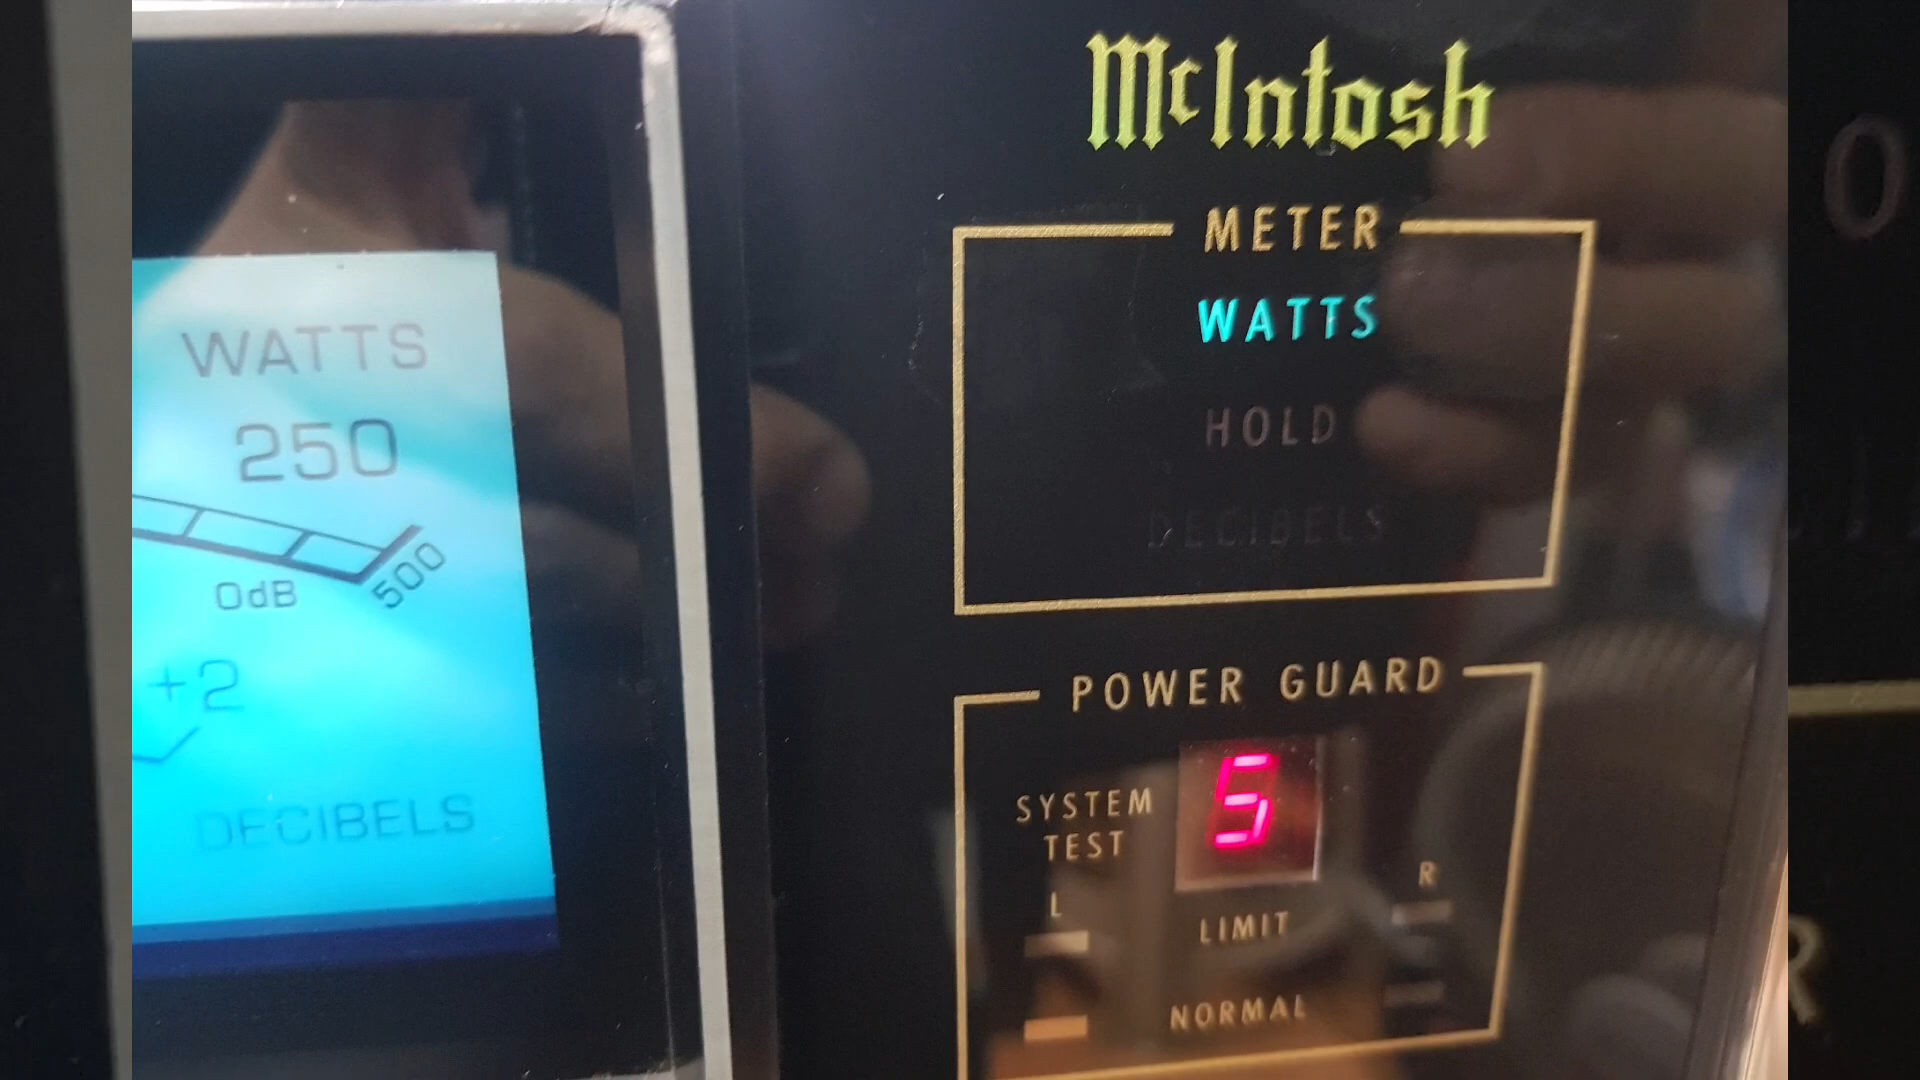 WATTS
250
0dB
500
+2
DECIBELS
McIntosh
METER
WATTS
HOLD
DECIBELS
POWER GUARD
SYSTEM
TEST
5
L
R
LIMIT
NORMAL